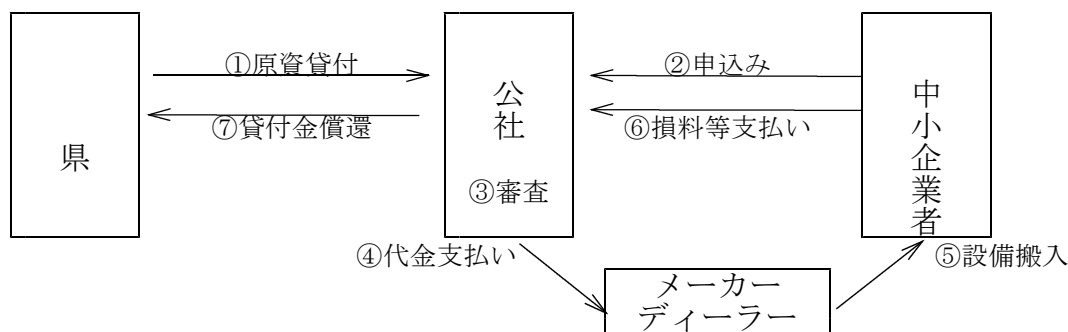 ①原資貸付
②申込み
⑦貸付金償還
⑥損料等支払い
県
公社
③審査
中小企業者
④代金支払い
⑤設備搬入
メーカー
ディーラー